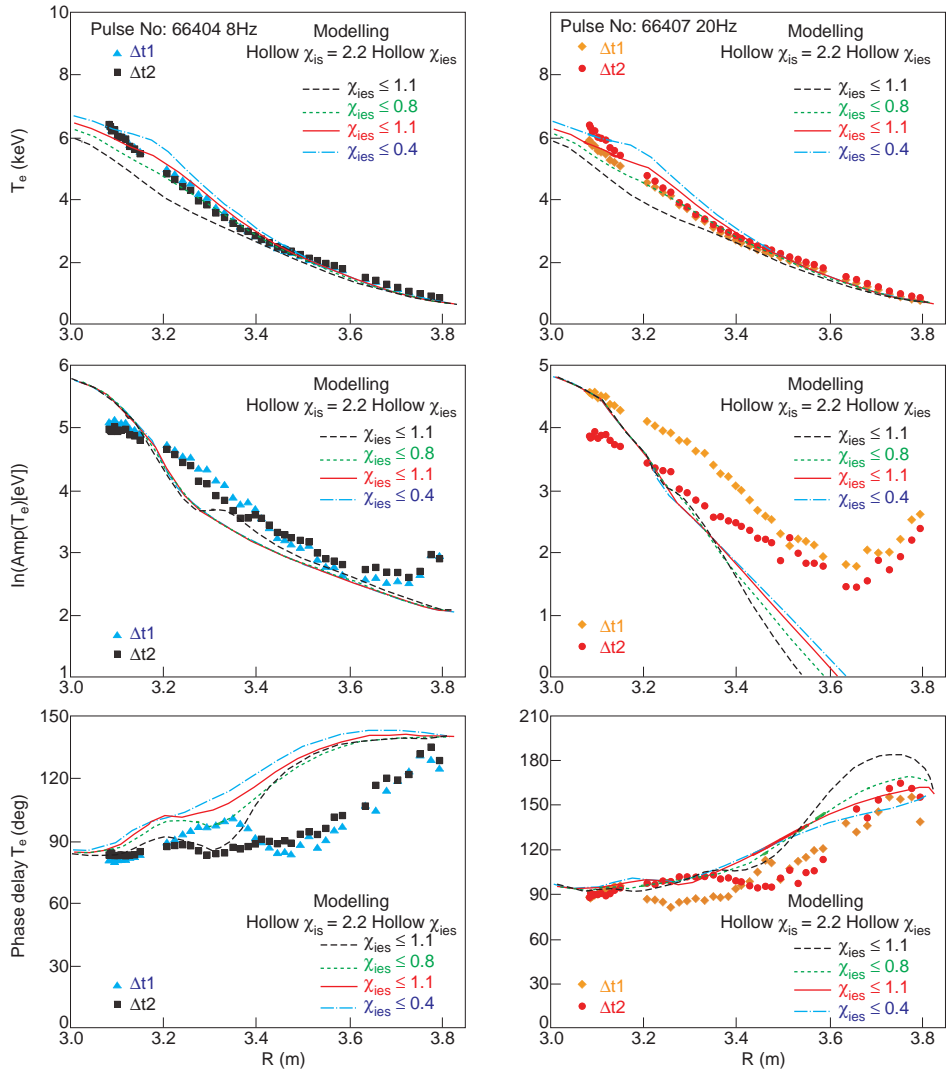 Pulse No: 66404 8Hz
Δt1
Δt2
Modelling
Hollow χis = 2.2 Hollow χies
χies ≤ 1.1
χies ≤ 0.8
χies ≤ 1.1
χies ≤ 0.4
Te (keV)
10
8
6
4
2
0
3.0
3.2
3.4
3.6
3.8
Pulse No: 66407 20Hz
Δt1
Δt2
Modelling
Hollow χis = 2.2 Hollow χies
χies ≤ 1.1
χies ≤ 0.8
χies ≤ 1.1
χies ≤ 0.4
10
8
6
4
2
0
3.0
3.2
3.4
3.6
3.8
Modelling
Hollow χis = 2.2 Hollow χies
χies ≤ 1.1
χies ≤ 0.8
χies ≤ 1.1
χies ≤ 0.4
Δt1
Δt2
ln(Amp(Te)[eV])
6
5
4
3
2
1
3.0
3.2
3.4
3.6
3.8
Modelling
Hollow χis = 2.2 Hollow χies
χies ≤ 1.1
χies ≤ 0.8
χies ≤ 1.1
χies ≤ 0.4
Δt1
Δt2
5
4
3
2
1
0
3.0
3.2
3.4
3.6
3.8
Modelling
Hollow χis = 2.2 Hollow χies
χies ≤ 1.1
χies ≤ 0.8
χies ≤ 1.1
χies ≤ 0.4
Δt1
Δt2
Phase delay Te (deg)
150
120
90
60
30
0
3.0
3.2
3.4
3.6
3.8
R (m)
Modelling
Hollow χis = 2.2 Hollow χies
χies ≤ 1.1
χies ≤ 0.8
χies ≤ 1.1
χies ≤ 0.4
Δt1
Δt2
210
180
150
120
90
60
30
0
3.0
3.2
3.4
3.6
3.8
R (m)